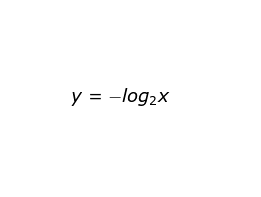 y = −log₂x